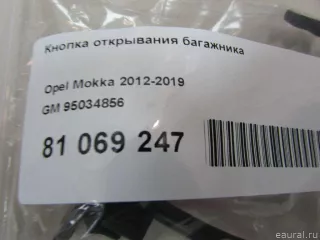 Кнопка открывания багажника
Opel Mokka 2012-2019
GM 95034856
81 069 247
eaural.ru